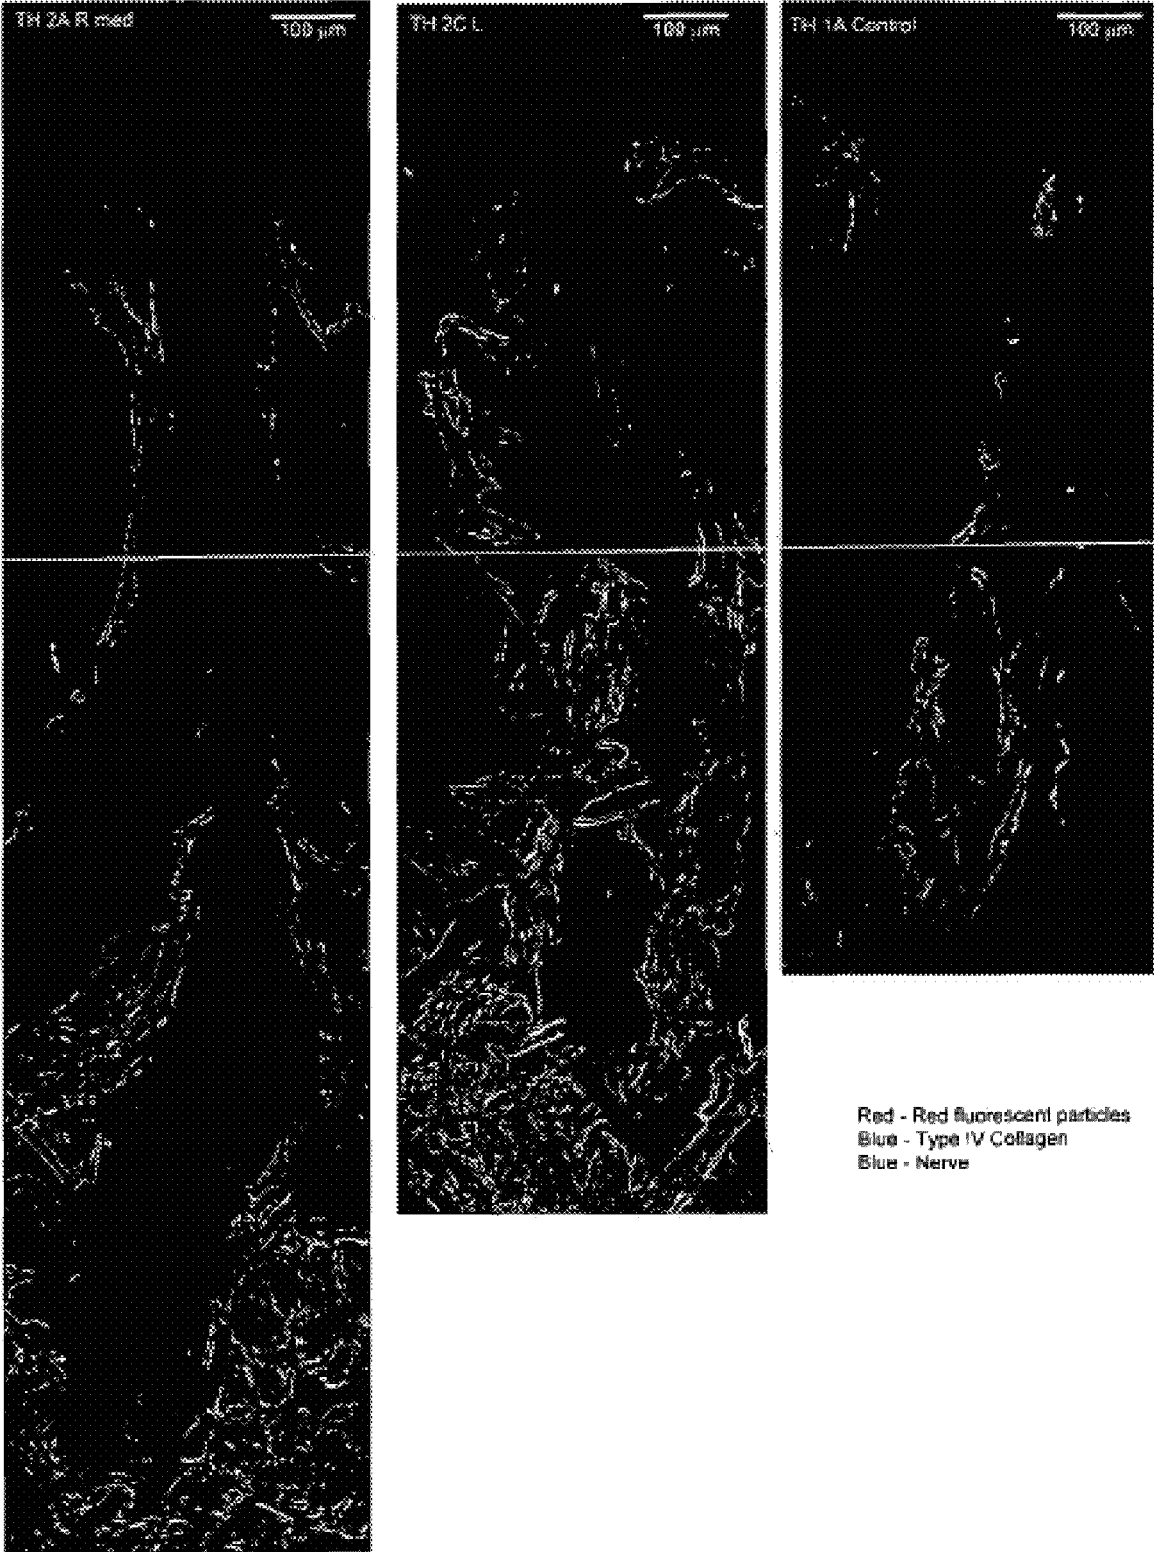 TH 2A R med
100 µm
TH 2C L
100 µm
TH 1A Control
100 µm
Red - Red fluorescent particles
Blue - Type IV Collagen
Blue - Nerve